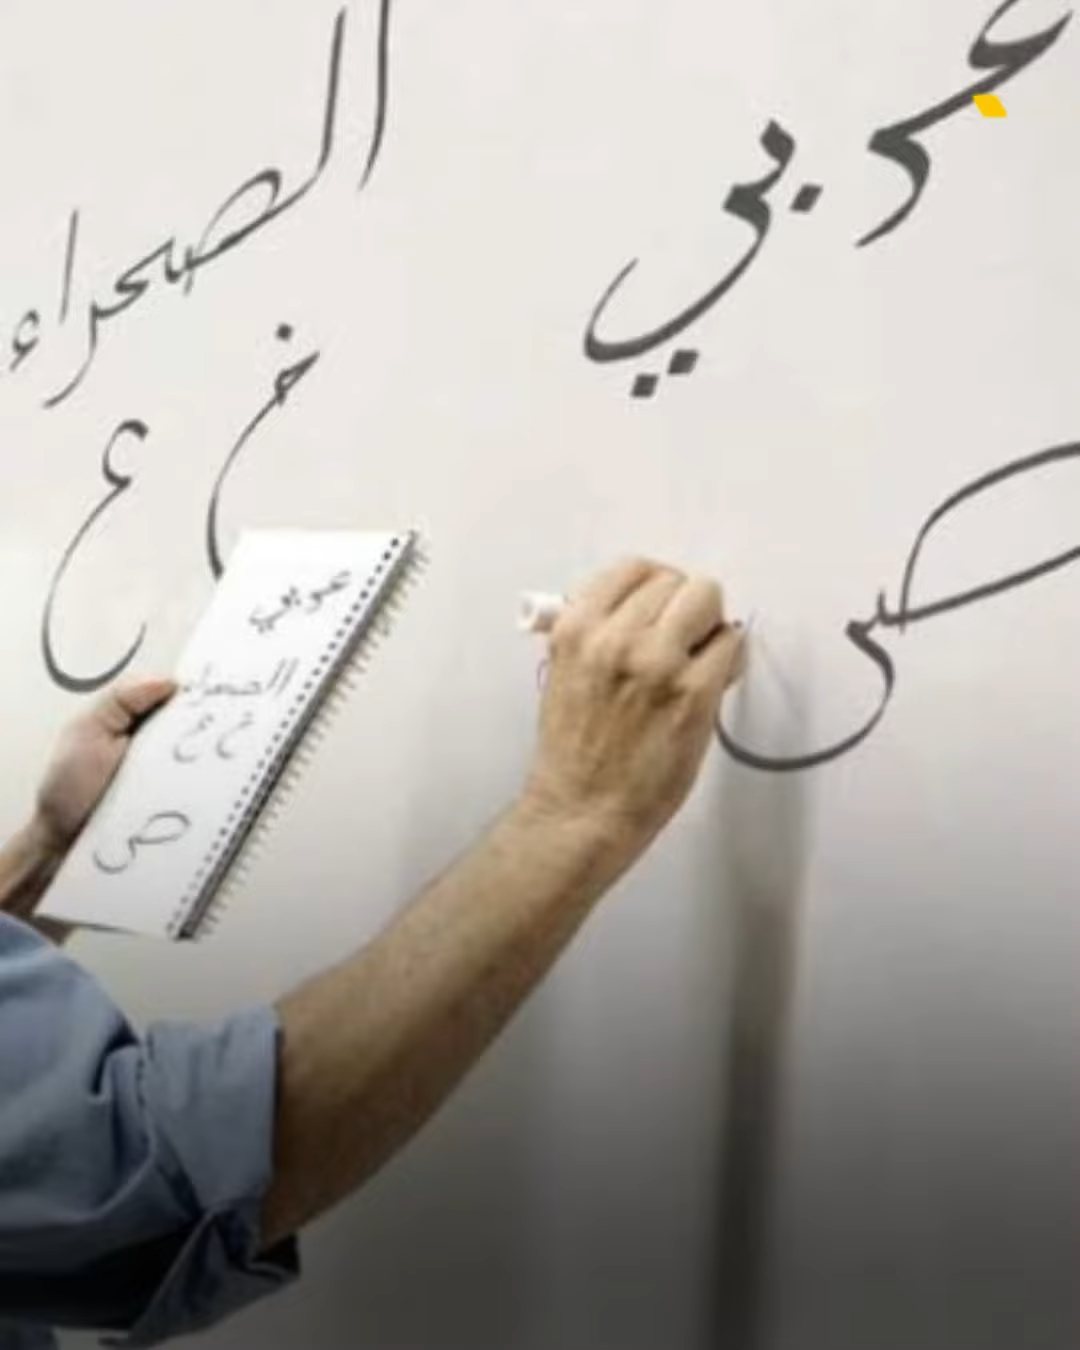 عربي
الصحراء
خ ع
ص
عربي
الصحراء
خ ع
ص